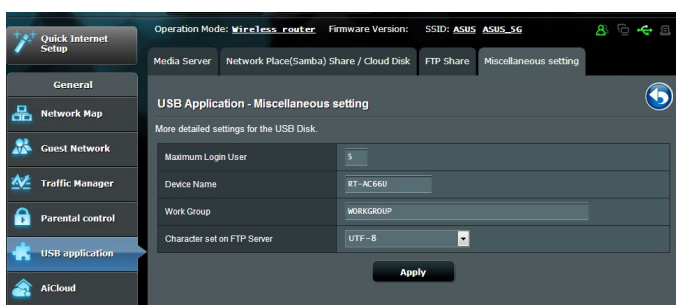 Quick Internet
Setup
Operation Mode: Wireless router Firmware Version: SSID: ASUS ASUS_5G
Media Server Network Place(Samba) Share / Cloud Disk FTP Share Miscellaneous setting
General
Network Map
Guest Network
Traffic Manager
Parental control
USB application
AiCloud
USB Application - Miscellaneous setting
More detailed settings for the USB Disk.
Maximum Login User 5
Device Name RT-AC66U
Work Group WORKGROUP
Character set on FTP Server UTF-8
Apply